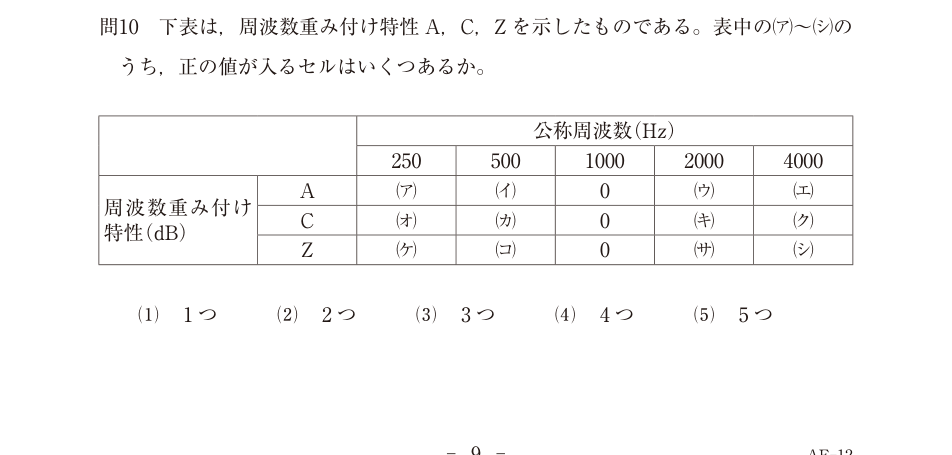 問10　下表は，周波数重み付け特性 A，C，Z を示したものである。表中の㋐～㋛の
うち，正の値が入るセルはいくつあるか。
公称周波数(Hz)
250 500 1000 2000 4000
周波数重み付け
特性(dB)
A (ア) (イ) 0 (ウ) (エ)
C (オ) (カ) 0 (キ) (ク)
Z (ケ) (コ) 0 (サ) (シ)
(1)　1つ　(2)　2つ　(3)　3つ　(4)　4つ　(5)　5つ
－ 9 －